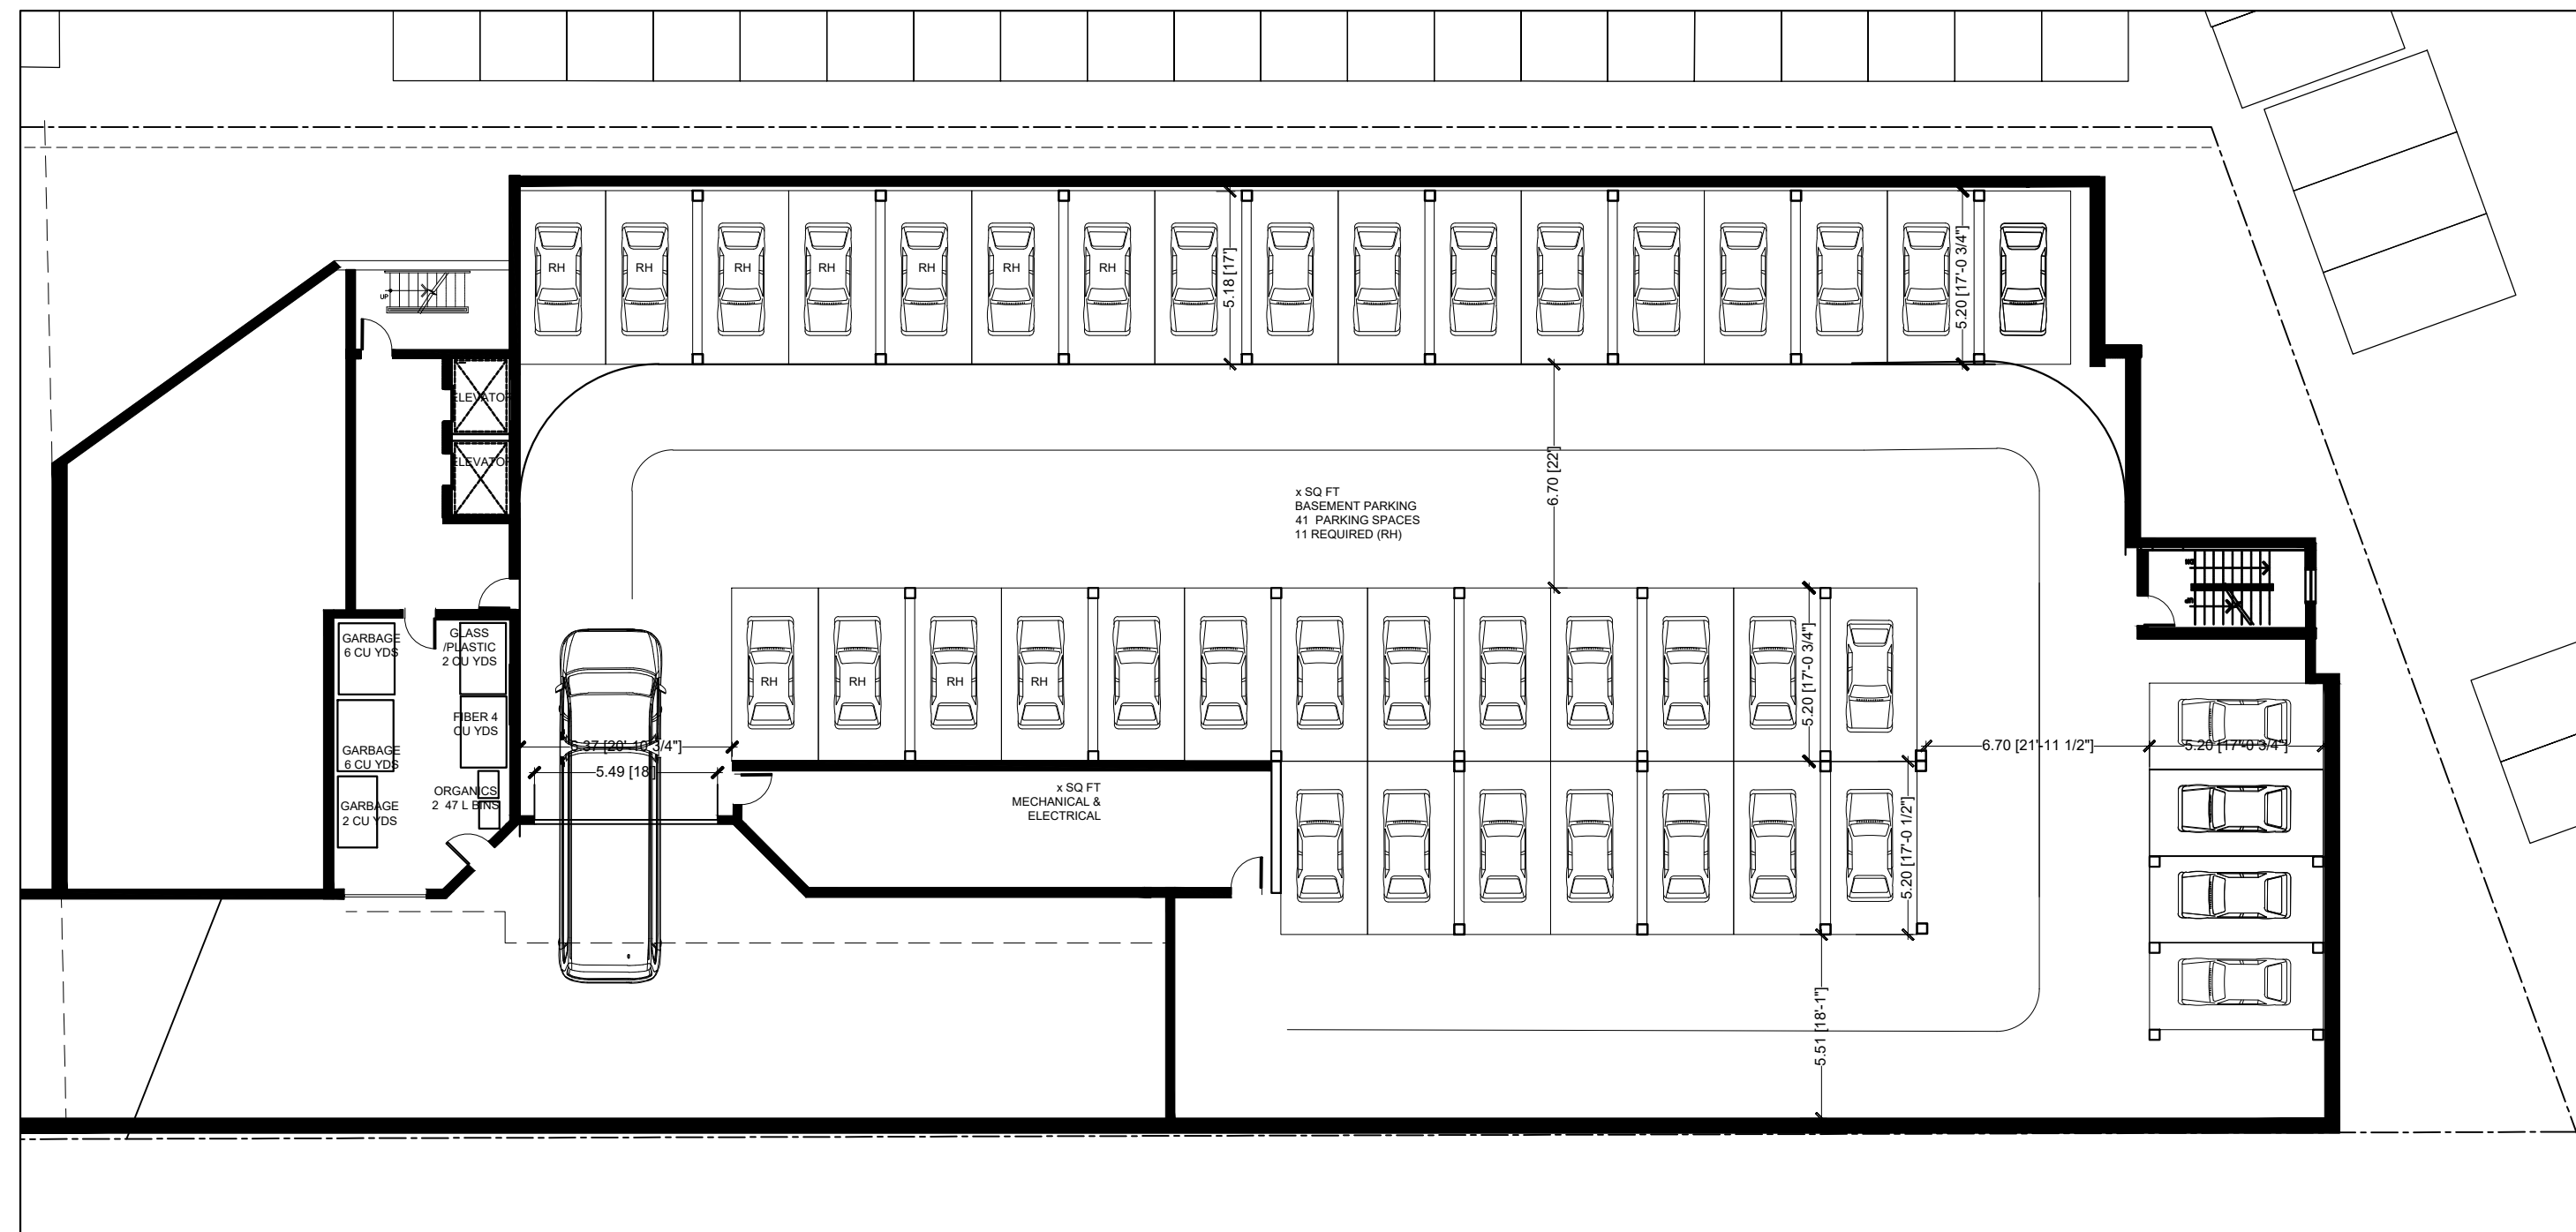 RH
RH
RH
RH
RH
RH
RH
5.18 [17']
5.20 [17'-0 3/4"]
UP
ELEVATOR
ELEVATOR
6.70 [22']
x SQ FT
BASEMENT PARKING
41 PARKING SPACES
11 REQUIRED (RH)
DN
UP
GARBAGE
6 CU YDS
GLASS
/PLASTIC
2 CU YDS
RH
RH
RH
RH
5.20 [17'-0 3/4"]
FIBER 4
CU YDS
GARBAGE
6 CU YDS
6.37 [20'-10 3/4"]
6.70 [21'-11 1/2"]
5.20 [17'-0 3/4"]
5.49 [18']
ORGANICS
2 47 L BINS
GARBAGE
2 CU YDS
x SQ FT
MECHANICAL &
ELECTRICAL
5.20 [17'-0 1/2"]
5.51 [18'-1"]